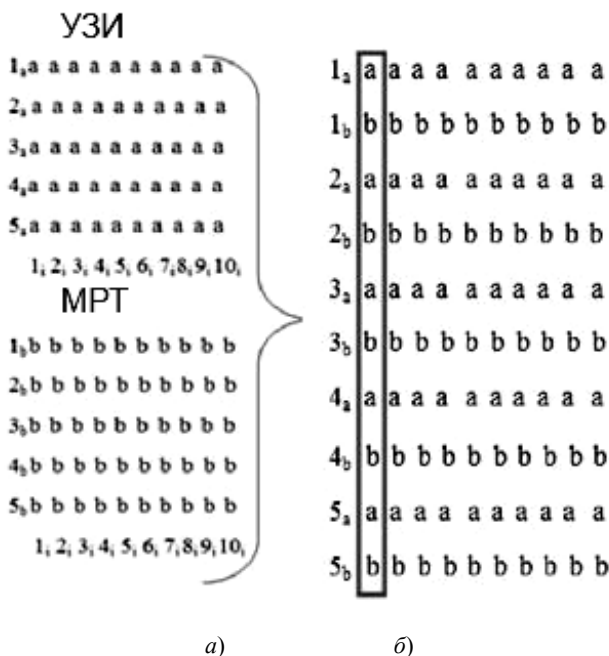 УЗИ
1ₐ a a a a a a a a a a
2ₐ a a a a a a a a a a
3ₐ a a a a a a a a a a
4ₐ a a a a a a a a a a
5ₐ a a a a a a a a a a
1ᵢ 2ᵢ 3ᵢ 4ᵢ 5ᵢ 6ᵢ 7ᵢ 8ᵢ 9ᵢ 10ᵢ
МРТ
1b b b b b b b b b b b
2b b b b b b b b b b b
3b b b b b b b b b b b
4b b b b b b b b b b b
5b b b b b b b b b b b
1ᵢ 2ᵢ 3ᵢ 4ᵢ 5ᵢ 6ᵢ 7ᵢ 8ᵢ 9ᵢ 10ᵢ
а)
1ₐ a a a a a a a a a a
1b b b b b b b b b b b
2ₐ a a a a a a a a a a
2b b b b b b b b b b b
3ₐ a a a a a a a a a a
3b b b b b b b b b b b
4ₐ a a a a a a a a a a
4b b b b b b b b b b b
5ₐ a a a a a a a a a a
5b b b b b b b b b b b
б)